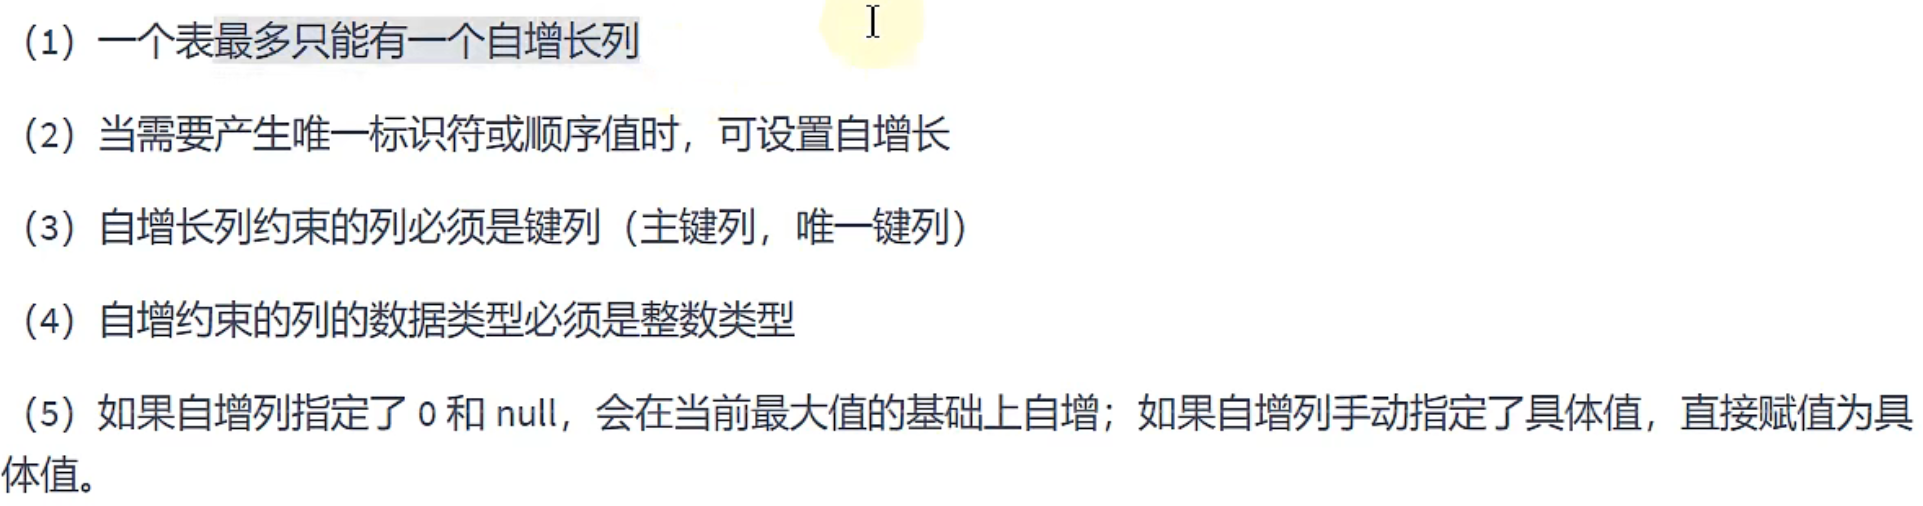 （1）一个表最多只能有一个自增长列
（2）当需要产生唯一标识符或顺序值时，可设置自增长
（3）自增长列约束的列必须是键列（主键列，唯一键列）
（4）自增约束的列的数据类型必须是整数类型
（5）如果自增列指定了 0 和 null，会在当前最大值的基础上自增；如果自增列手动指定了具体值，直接赋值为具
体值。